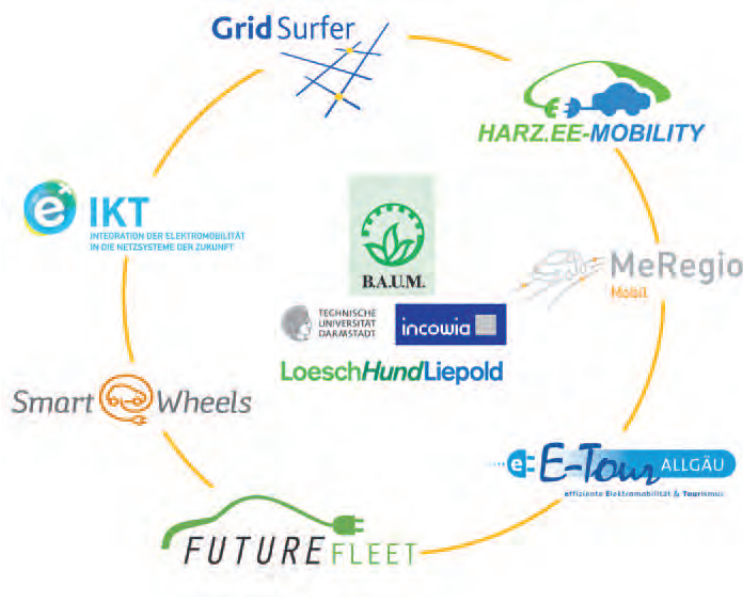 Grid Surfer
HARZ.EE-MOBILITY
e IKT
INTEGRATION DER ELEKTROMOBILITÄT
IN DIE NETZSYSTEME DER ZUKUNFT
B.A.U.M.
MeRegio
Mobil
TECHNISCHE
UNIVERSITÄT
DARMSTADT
incowia
LoeschHundLiepold
Smart Wheels
e E-Tour ALLGÄU
effiziente Elektromobilität & Tourismus
FUTURE FLEET